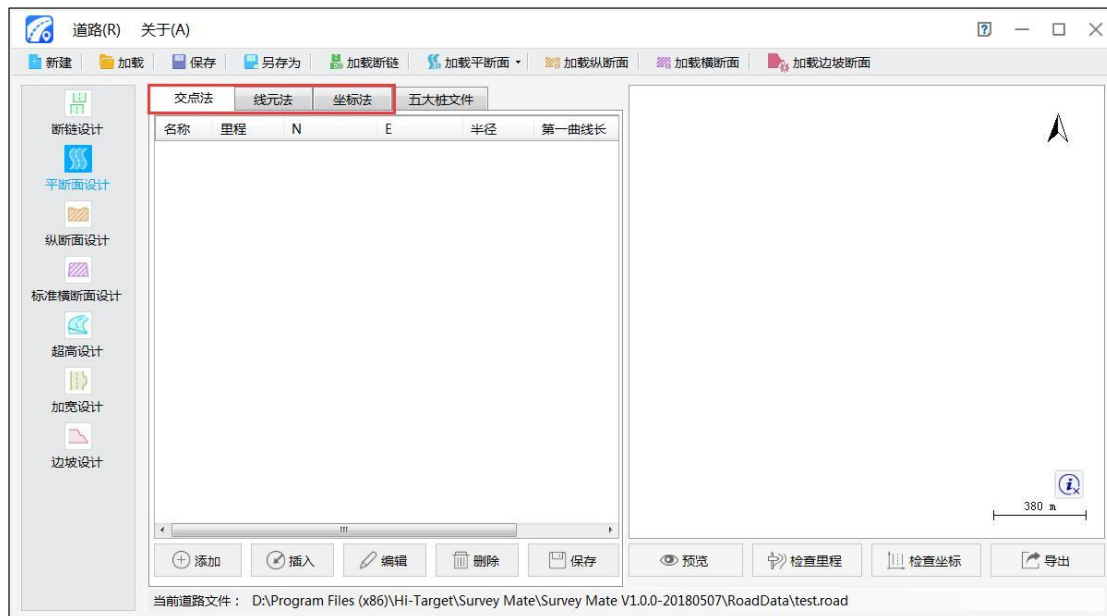 道路(R) 关于(A)
新建 加载 保存 另存为 加载断链 加载平断面 加载纵断面 加载横断面 加载边坡断面
断链设计
平断面设计
纵断面设计
标准横断面设计
超高设计
加宽设计
边坡设计
交点法 线元法 坐标法 五大桩文件
名称 里程 N E 半径 第一曲线长
380 m
添加 插入 编辑 删除 保存 预览 检查里程 检查坐标 导出
当前道路文件： D:\Program Files (x86)\Hi-Target\Survey Mate\Survey Mate V1.0.0-20180507\RoadData\test.road